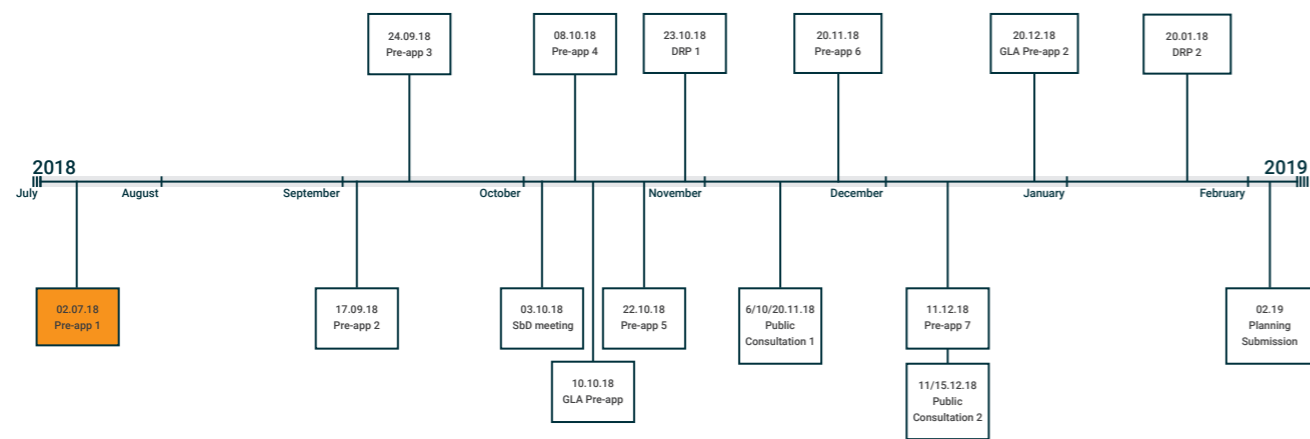 24.09.18
Pre-app 3
08.10.18
Pre-app 4
23.10.18
DRP 1
20.11.18
Pre-app 6
20.12.18
GLA Pre-app 2
20.01.18
DRP 2
2018
2019
July
August
September
October
November
December
January
February
02.07.18
Pre-app 1
17.09.18
Pre-app 2
03.10.18
SbD meeting
22.10.18
Pre-app 5
6/10/20.11.18
Public
Consultation 1
11.12.18
Pre-app 7
02.19
Planning
Submission
10.10.18
GLA Pre-app
11/15.12.18
Public
Consultation 2